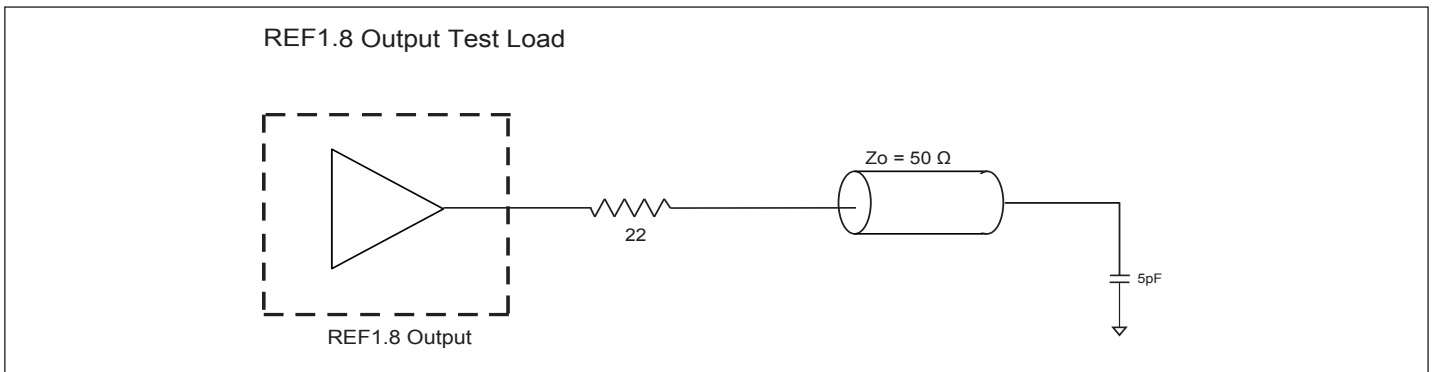 REF1.8 Output Test Load
Zo = 50 Ω
22
5pF
REF1.8 Output